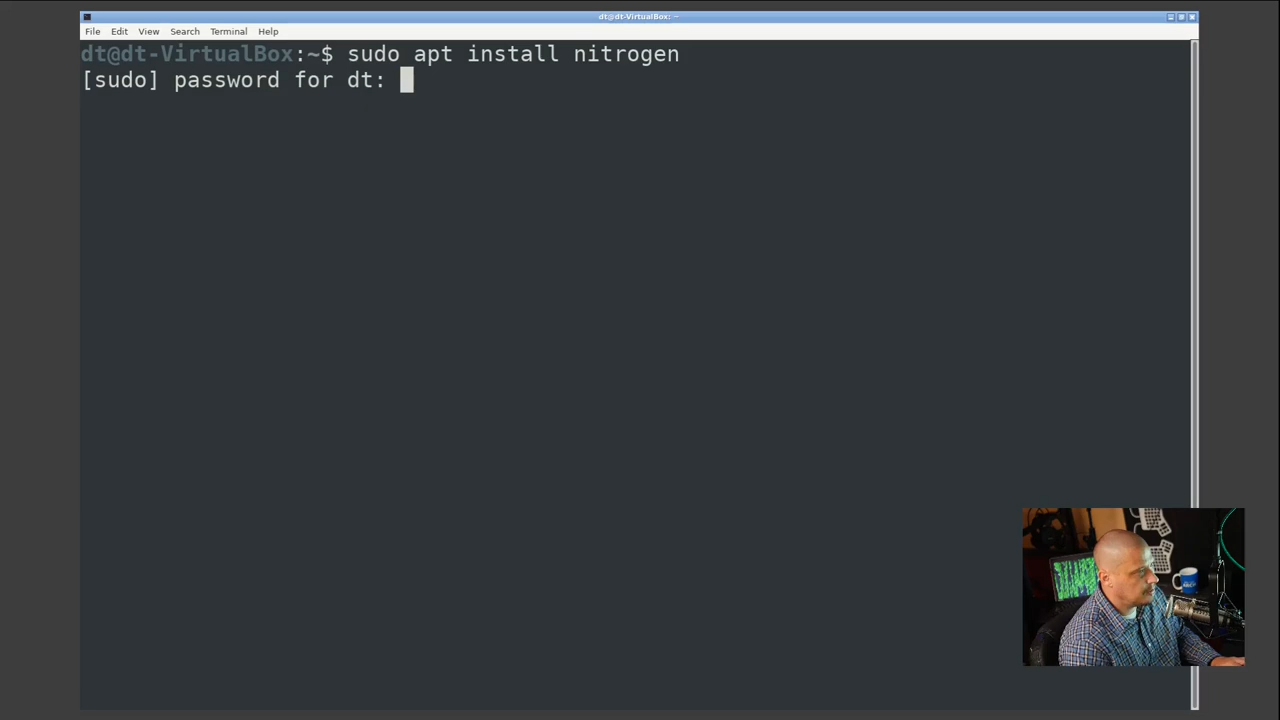 dt@dt-VirtualBox: ~
File Edit View Search Terminal Help
dt@dt-VirtualBox:~$ sudo apt install nitrogen
[sudo] password for dt: